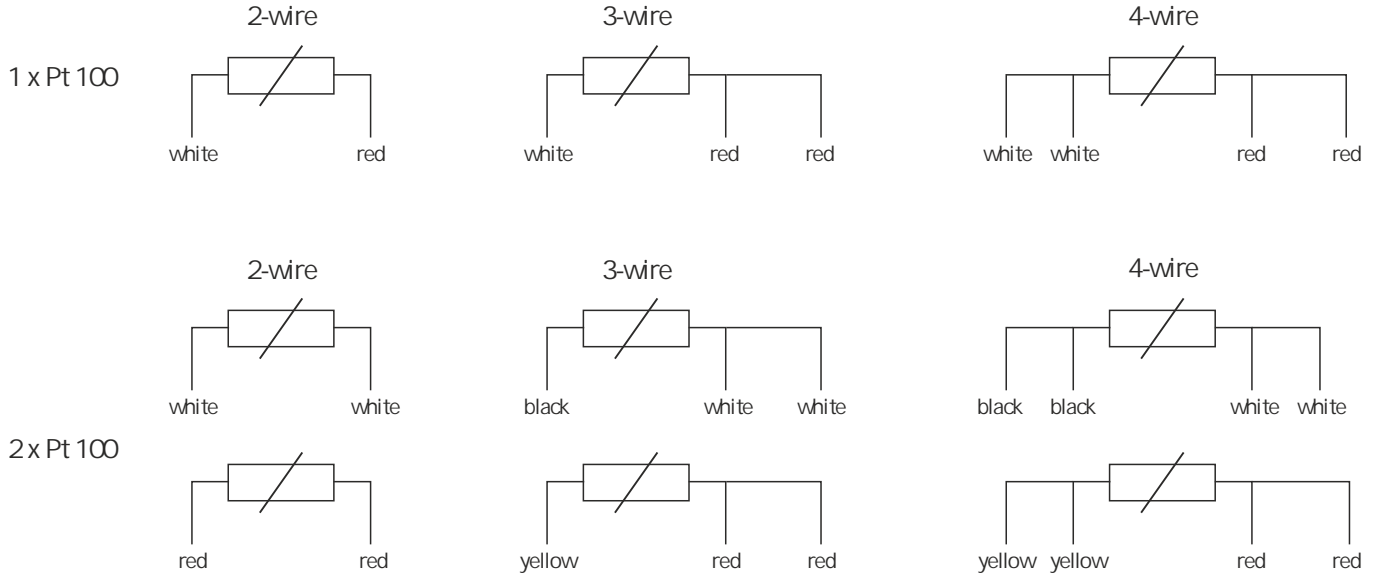 2-wire 3-wire 4-wire
1 x Pt 100
white red white red red white white red red
2-wire 3-wire 4-wire
white white black white white black black white white
2 x Pt 100
red red yellow red red yellow yellow red red